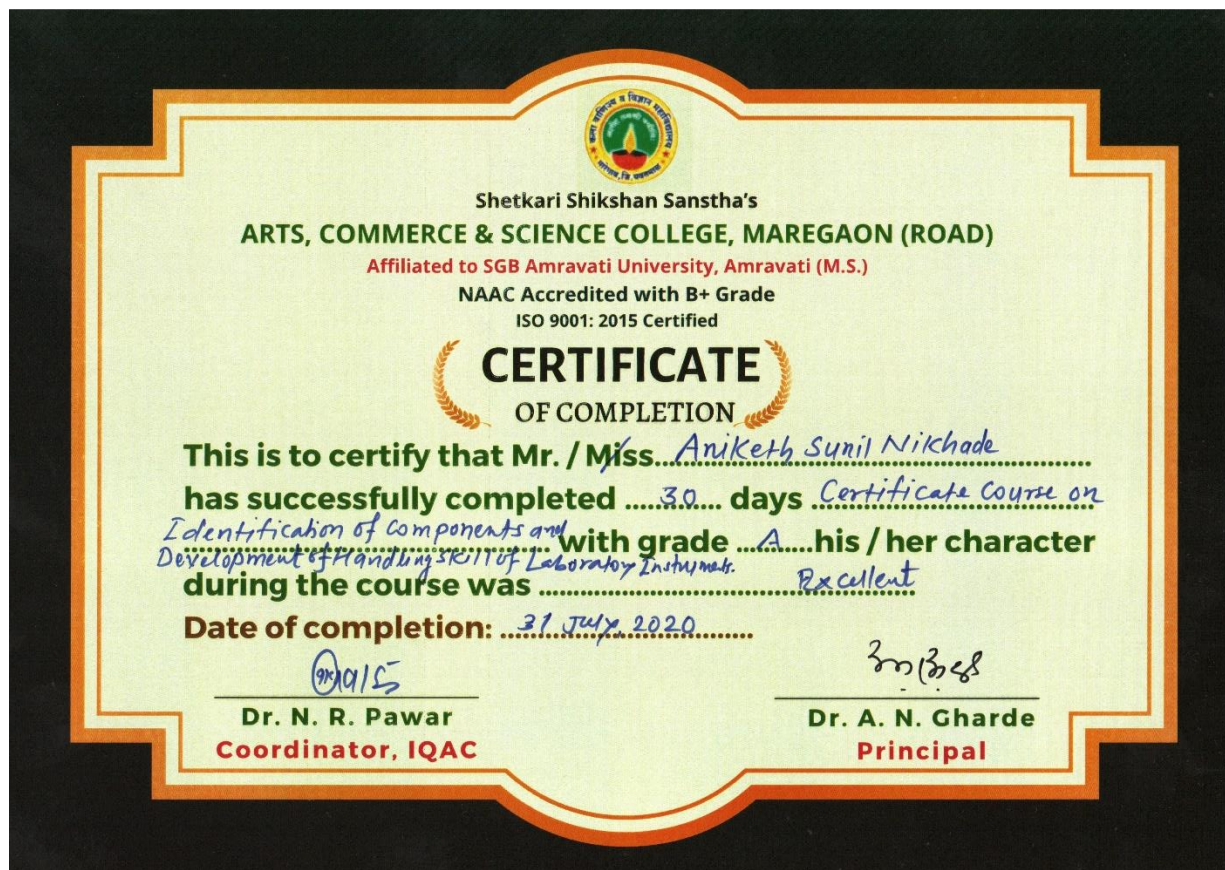 कला वाणिज्य व विज्ञान महाविद्यालय
Shetkari Shikshan Sanstha's
ARTS, COMMERCE & SCIENCE COLLEGE, MAREGAON (ROAD)
Affiliated to SGB Amravati University, Amravati (M.S.)
NAAC Accredited with B+ Grade
ISO 9001: 2015 Certified
CERTIFICATE
OF COMPLETION
This is to certify that Mr. / Miss. Aniketh Sunil Nikhade
has successfully completed ..... 30 .... days Certificate Course on
Identification of Components and
Development of Handling Skill of Laboratory Instruments. with grade .... A .....his / her character
during the course was .............. Excellent
Date of completion: ... 31 July, 2020 ........
Dr. N. R. Pawar
Coordinator, IQAC
Dr. A. N. Gharde
Principal